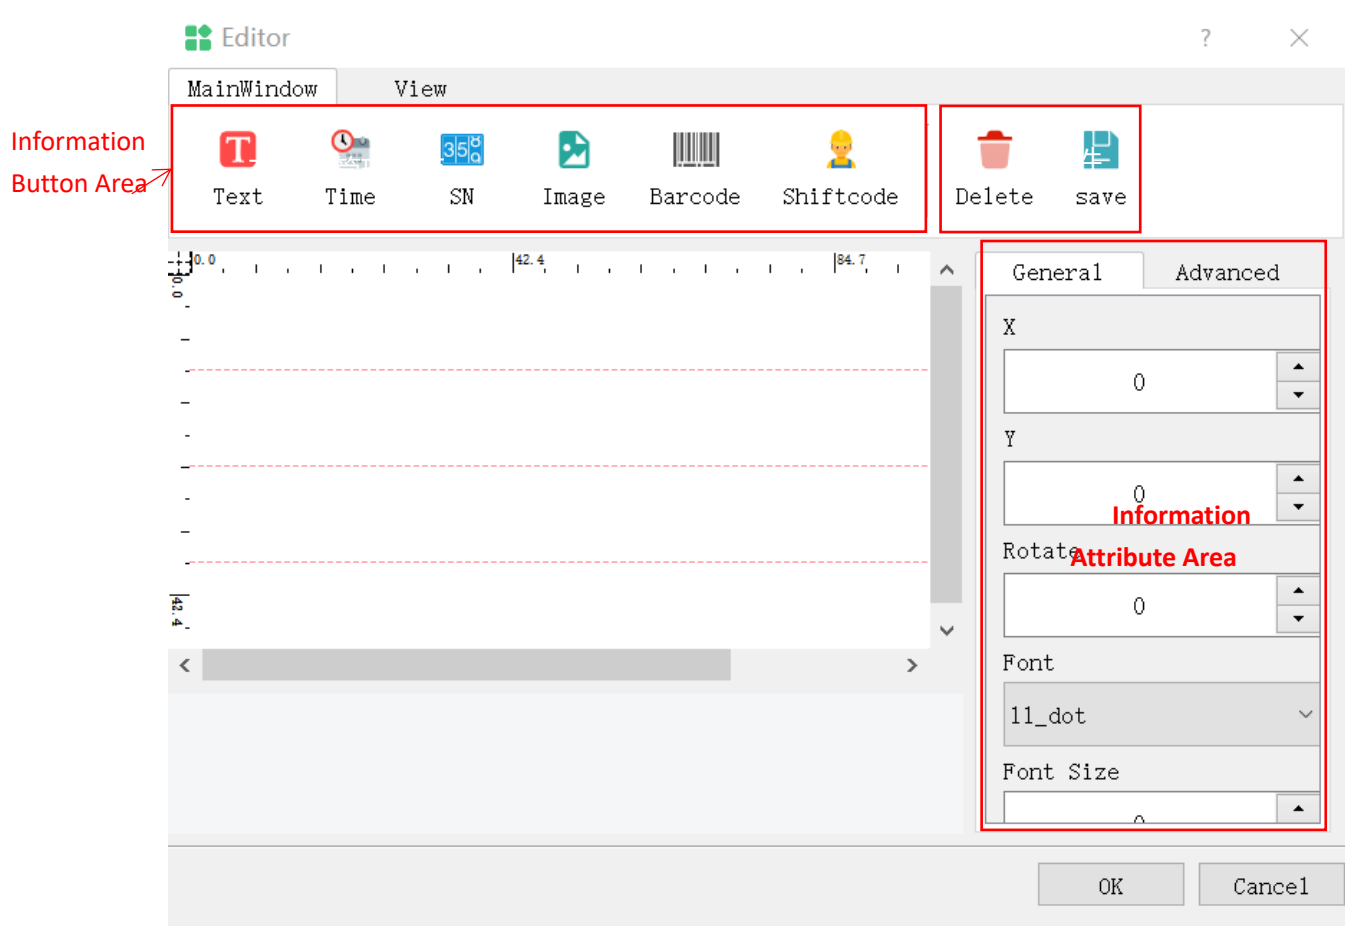 Editor
?
MainWindow View
Information
Button Area
Text Time SN Image Barcode Shiftcode Delete save
358
0.0 42.4 84.7
0.0
42.4
General Advanced
X
0
Y
0
Information
Rotate
Attribute Area
0
Font
11_dot
Font Size
0
OK Cancel